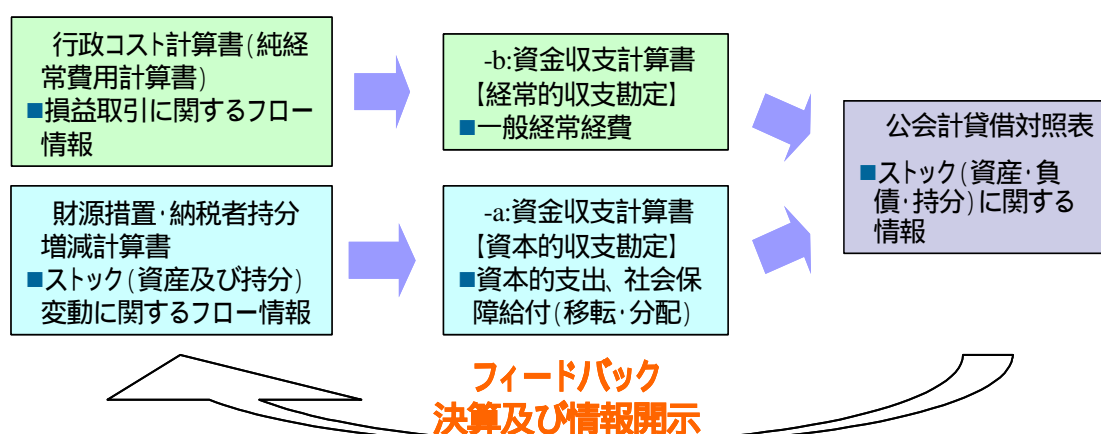 行政コスト計算書(純経
常費用計算書)
■損益取引に関するフロー
情報
-b:資金収支計算書
【経常的収支勘定】
■一般経常経費
公会計貸借対照表
■ストック(資産・負
債・持分)に関する
情報
財源措置・納税者持分
増減計算書
■ストック(資産及び持分)
変動に関するフロー情報
-a:資金収支計算書
【資本的収支勘定】
■資本的支出、社会保
障給付(移転・分配)
フィードバック
決算及び情報開示